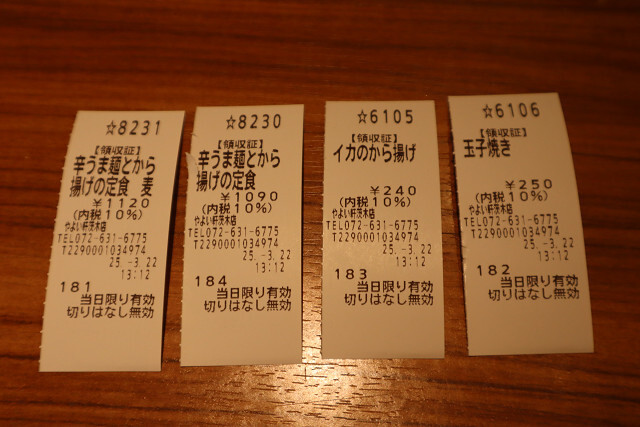 ☆8231
【領収証】
辛うま麺とから
揚げの定食 麦
¥1120
(内税10%)
やよい軒茨木店
TEL072-631-6775
T2290001034974
25.-3.22
13:12
181
当日限り有効
切りはなし無効
☆8230
【領収証】
辛うま麺とから
揚げの定食
¥1090
(内税10%)
やよい軒茨木店
TEL072-631-6775
T2290001034974
25.-3.22
13:12
184
当日限り有効
切りはなし無効
☆6105
【領収証】
イカのから揚げ
¥240
(内税10%)
やよい軒茨木店
TEL072-631-6775
T2290001034974
25.-3.22
13:12
183
当日限り有効
切りはなし無効
☆6106
【領収証】
玉子焼き
¥250
(内税10%)
やよい軒茨木店
TEL072-631-6775
T2290001034974
25.-3.22
13:12
182
当日限り有効
切りはなし無効